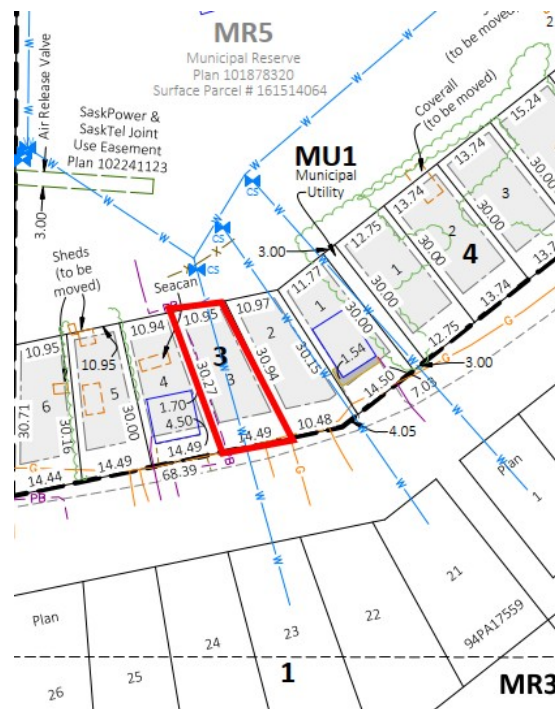 MR5
Municipal Reserve
Plan 101878320
Surface Parcel # 161514064
(to be moved)
2
Air Release Valve
SaskPower &
SaskTel Joint
Use Easement
Plan 102241123
3.00
Coverall
(to be moved)
15.24
13.74
3
30.00
MU1
Municipal
Utility
13.74
2
30.00
4
12.75
1
30.00
3.00
CS
CS
CS
Sheds
(to be
moved)
Seacan
11.77
1
30.00
10.97
2
30.15
10.95
3
3
30.94
10.94
4
30.27
10.95
5
30.00
10.95
6
30.16
30.71
1.54
1.70
4.50
13.74
12.75
3.00
7.03
14.50
4.05
10.48
14.49
14.49
14.49
14.44
68.39
W
G
PB
B
Plan
1
21
94PA17559
22
23
24
25
26
Plan
1
MR3